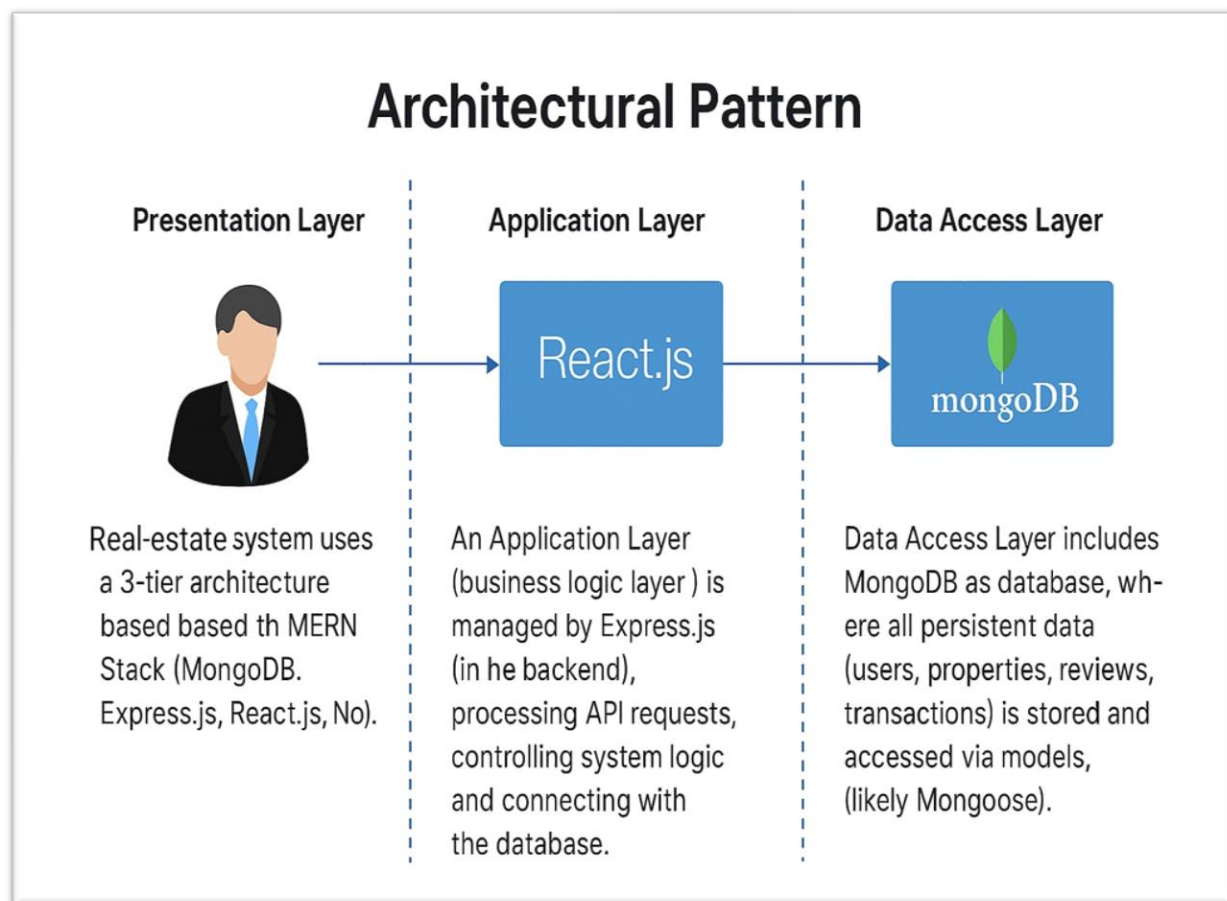 Architectural Pattern
Presentation Layer
Real-estate system uses
a 3-tier architecture
based based th MERN
Stack (MongoDB.
Express.js, React.js, No).
Application Layer
React.js
An Application Layer
(business logic layer ) is
managed by Express.js
(in he backend),
processing API requests,
controlling system logic
and connecting with
the database.
Data Access Layer
mongoDB
Data Access Layer includes
MongoDB as database, wh-
ere all persistent data
(users, properties, reviews,
transactions) is stored and
accessed via models,
(likely Mongoose).